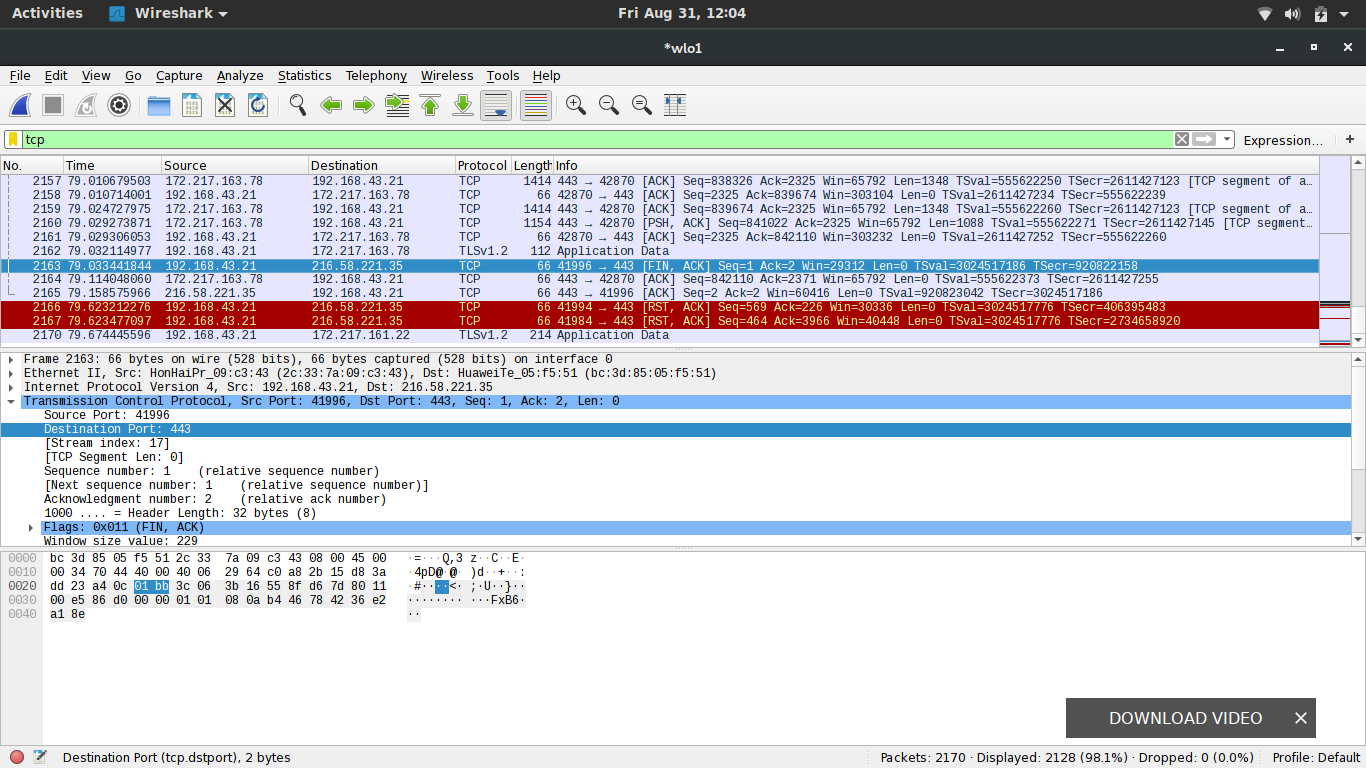 Activities Wireshark Fri Aug 31, 12:04
*wlo1
File Edit View Go Capture Analyze Statistics Telephony Wireless Tools Help
tcp Expression… +
No. Time Source Destination Protocol Length Info
2157 79.010679503 172.217.163.78 192.168.43.21 TCP 1414 443 → 42870 [ACK] Seq=838326 Ack=2325 Win=65792 Len=1348 TSval=555622250 TSecr=2611427123 [TCP segment of a…
2158 79.010714001 192.168.43.21 172.217.163.78 TCP 66 42870 → 443 [ACK] Seq=2325 Ack=839674 Win=303104 Len=0 TSval=2611427234 TSecr=555622239
2159 79.024727975 172.217.163.78 192.168.43.21 TCP 1414 443 → 42870 [ACK] Seq=839674 Ack=2325 Win=65792 Len=1348 TSval=555622260 TSecr=2611427123 [TCP segment of a…
2160 79.029273871 172.217.163.78 192.168.43.21 TCP 1154 443 → 42870 [PSH, ACK] Seq=841022 Ack=2325 Win=65792 Len=1088 TSval=555622271 TSecr=2611427145 [TCP segment…
2161 79.029306053 192.168.43.21 172.217.163.78 TCP 66 42870 → 443 [ACK] Seq=2325 Ack=842110 Win=303232 Len=0 TSval=2611427252 TSecr=555622260
2162 79.032114977 192.168.43.21 172.217.163.78 TLSv1.2 112 Application Data
2163 79.033441844 192.168.43.21 216.58.221.35 TCP 66 41996 → 443 [FIN, ACK] Seq=1 Ack=2 Win=29312 Len=0 TSval=3024517186 TSecr=920822158
2164 79.114048060 172.217.163.78 192.168.43.21 TCP 66 443 → 42870 [ACK] Seq=842110 Ack=2371 Win=65792 Len=0 TSval=555622373 TSecr=2611427255
2165 79.158575966 216.58.221.35 192.168.43.21 TCP 66 443 → 41996 [ACK] Seq=2 Ack=2 Win=60416 Len=0 TSval=920823042 TSecr=3024517186
2166 79.623212276 192.168.43.21 216.58.221.35 TCP 66 41994 → 443 [RST, ACK] Seq=569 Ack=226 Win=30336 Len=0 TSval=3024517776 TSecr=406395483
2167 79.623477097 192.168.43.21 216.58.221.35 TCP 66 41984 → 443 [RST, ACK] Seq=464 Ack=3966 Win=40448 Len=0 TSval=3024517776 TSecr=2734658920
2170 79.674445596 192.168.43.21 172.217.161.22 TLSv1.2 214 Application Data
Frame 2163: 66 bytes on wire (528 bits), 66 bytes captured (528 bits) on interface 0
Ethernet II, Src: HonHaiPr_09:c3:43 (2c:33:7a:09:c3:43), Dst: HuaweiTe_05:f5:51 (bc:3d:85:05:f5:51)
Internet Protocol Version 4, Src: 192.168.43.21, Dst: 216.58.221.35
Transmission Control Protocol, Src Port: 41996, Dst Port: 443, Seq: 1, Ack: 2, Len: 0
Source Port: 41996
Destination Port: 443
[Stream index: 17]
[TCP Segment Len: 0]
Sequence number: 1 (relative sequence number)
[Next sequence number: 1 (relative sequence number)]
Acknowledgment number: 2 (relative ack number)
1000 .... = Header Length: 32 bytes (8)
Flags: 0x011 (FIN, ACK)
Window size value: 229
0000 bc 3d 85 05 f5 51 2c 33 7a 09 c3 43 08 00 45 00 ·=···Q,3 z··C··E·
0010 00 34 70 44 40 00 40 06 29 64 c0 a8 2b 15 d8 3a ·4pD@·@· )d··+··:
0020 dd 23 a4 0c 01 bb 3c 06 3b 16 55 8f d6 7d 80 11 ·#····<· ;·U··}··
0030 00 e5 86 d0 00 00 01 01 08 0a b4 46 78 42 36 e2 ········ ···FxB6·
0040 a1 8e ··
DOWNLOAD VIDEO ×
Destination Port (tcp.dstport), 2 bytes Packets: 2170 · Displayed: 2128 (98.1%) · Dropped: 0 (0.0%) Profile: Default